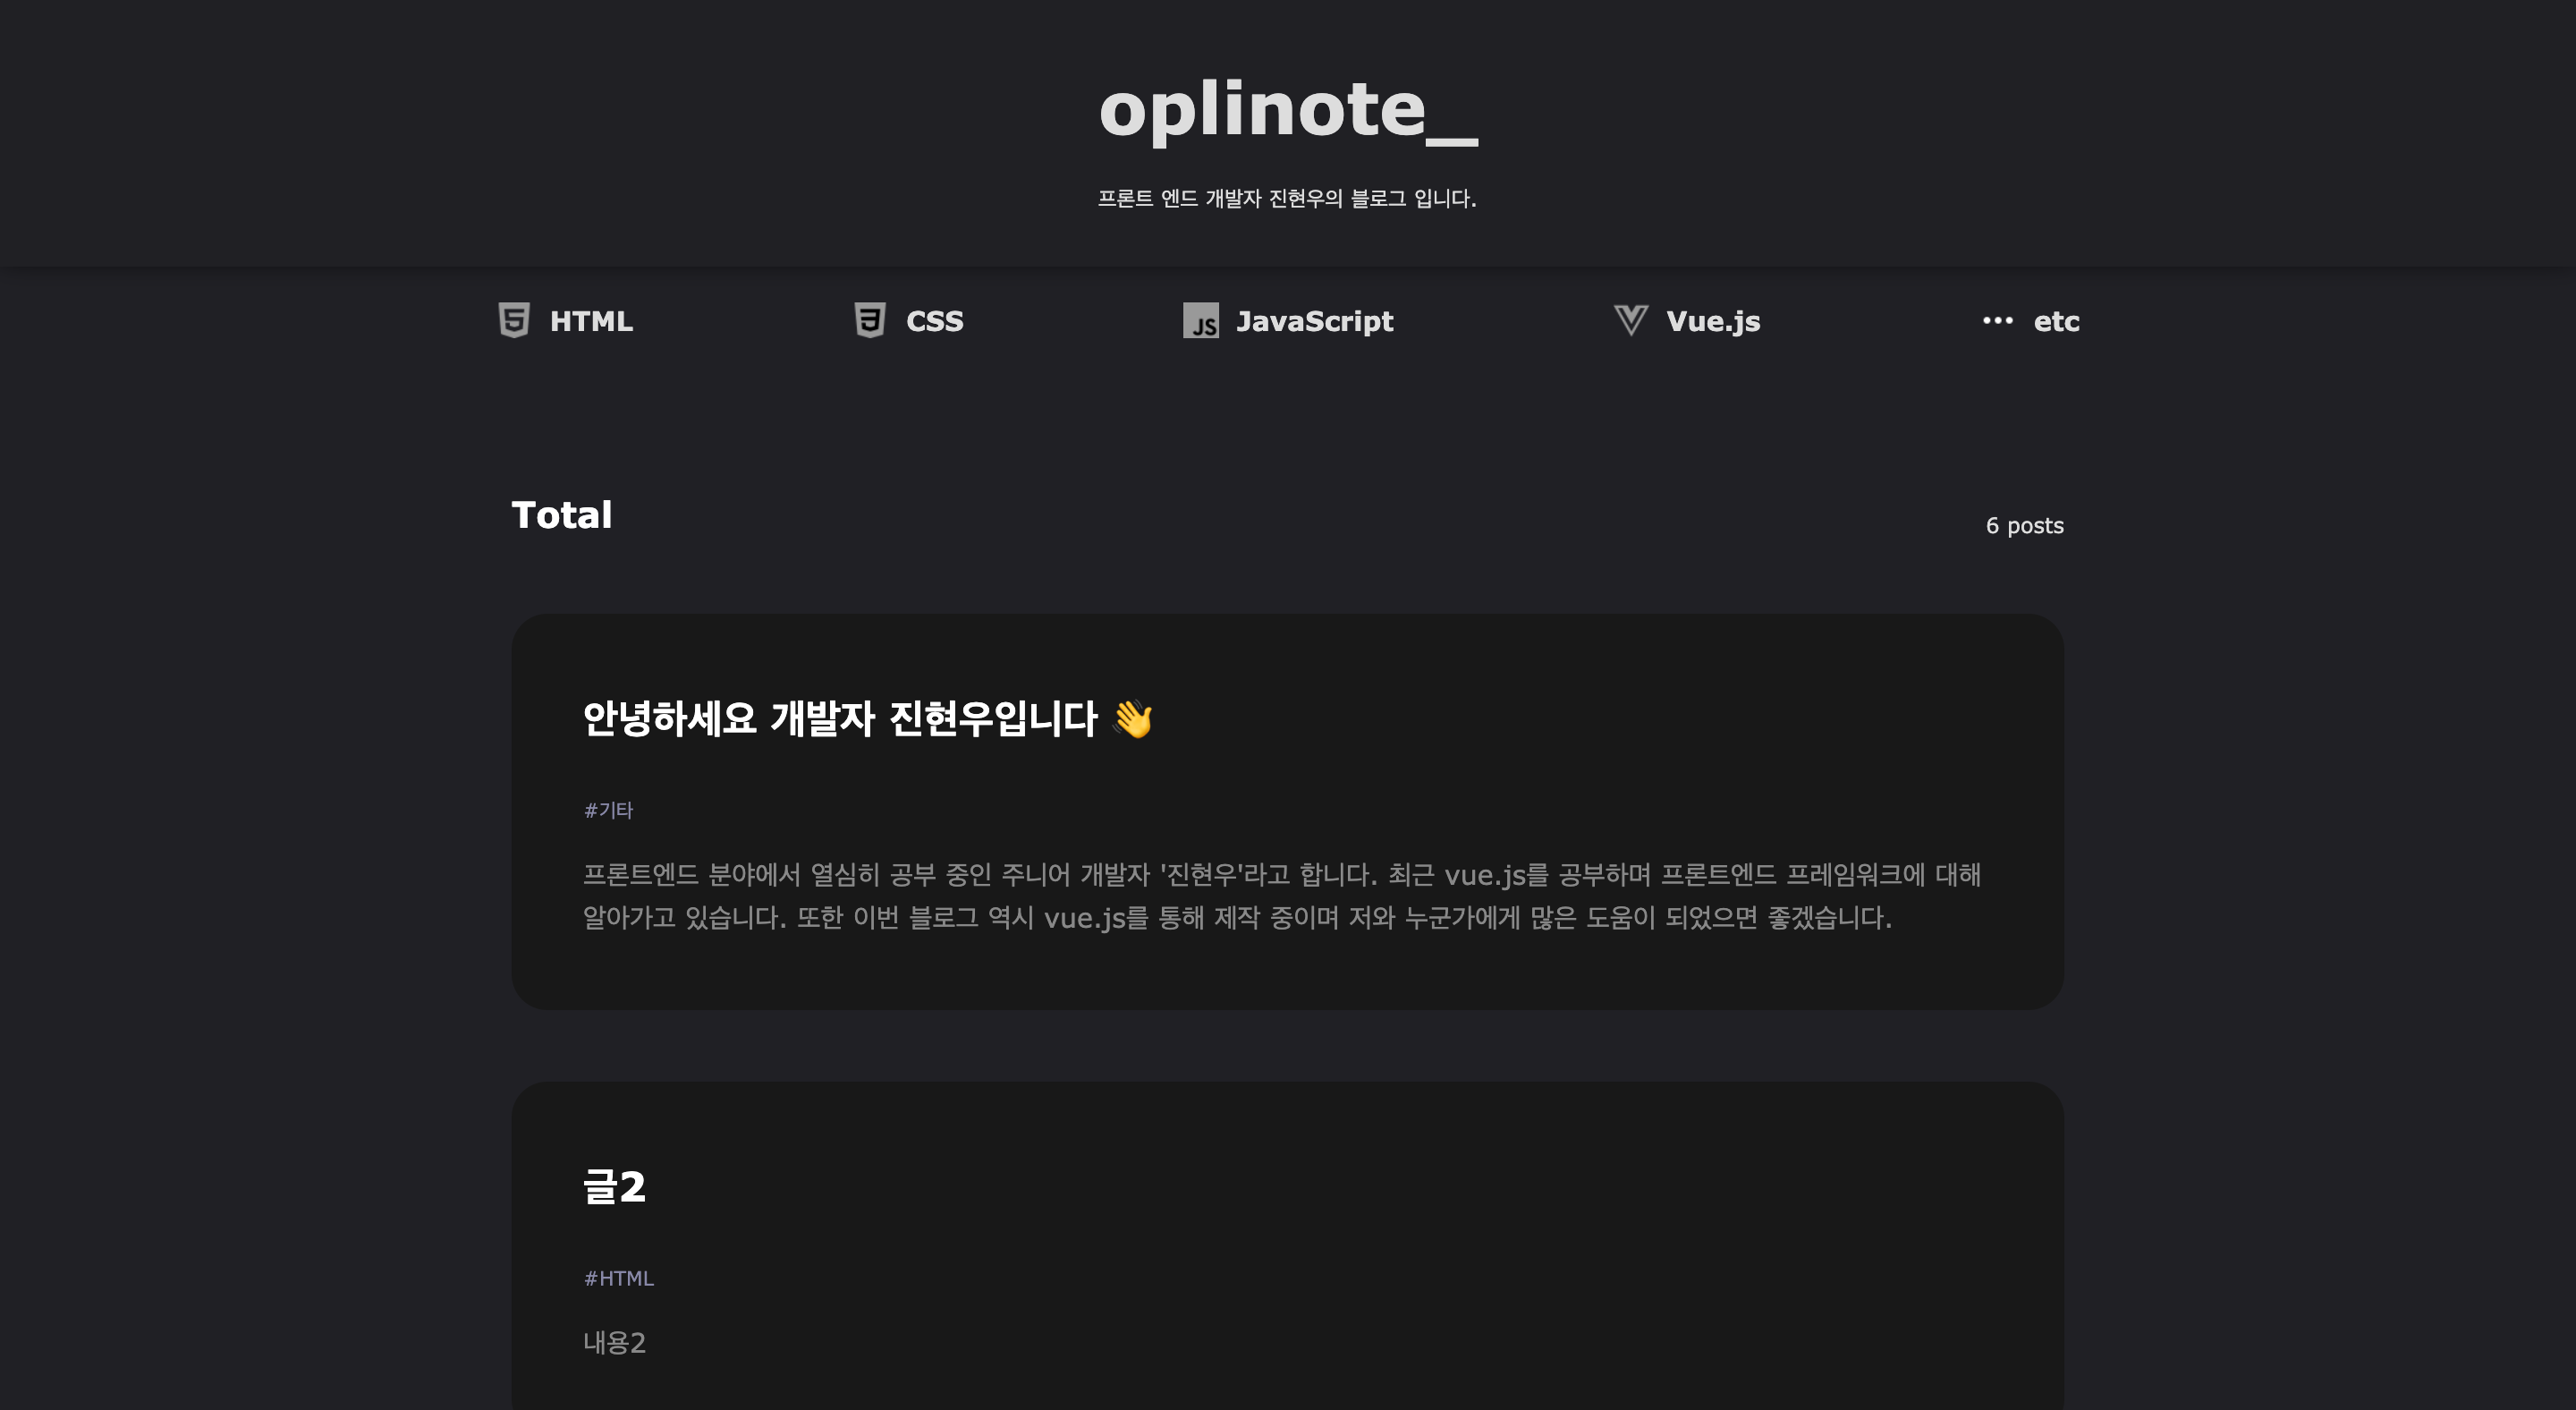 oplinote_
프론트 엔드 개발자 진현우의 블로그 입니다.
HTML
CSS
JS JavaScript
Vue.js
••• etc
Total
6 posts
안녕하세요 개발자 진현우입니다 👋
#기타
프론트엔드 분야에서 열심히 공부 중인 주니어 개발자 '진현우'라고 합니다. 최근 vue.js를 공부하며 프론트엔드 프레임워크에 대해
알아가고 있습니다. 또한 이번 블로그 역시 vue.js를 통해 제작 중이며 저와 누군가에게 많은 도움이 되었으면 좋겠습니다.
글2
#HTML
내용2